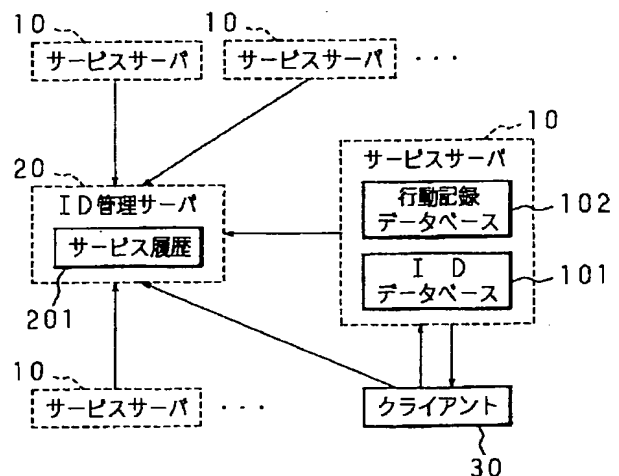 10
10
サービスサーバ
サービスサーバ
・・・
10
20
サービスサーバ
ID管理サーバ
行動記録
データベース
102
サービス履歴
ID
データベース
101
201
10
サービスサーバ
・・・
クライアント
30